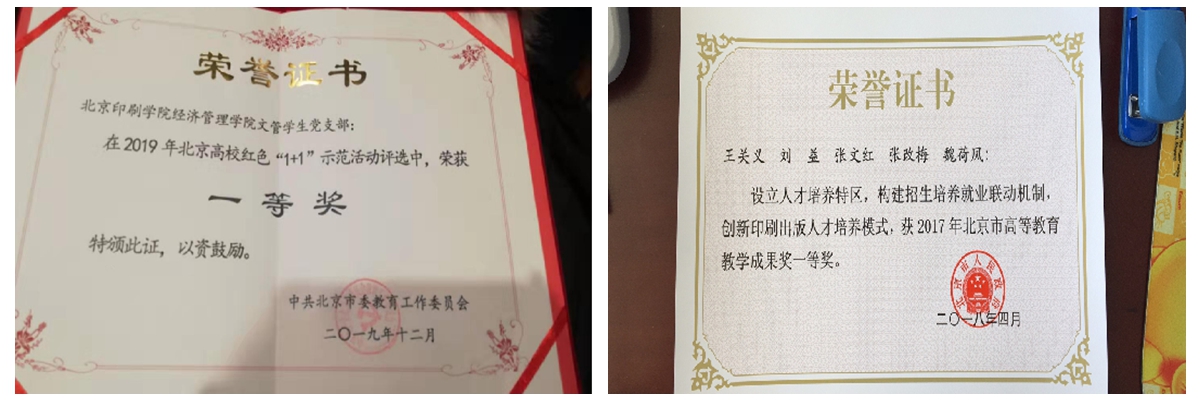 荣誉证书
北京印刷学院经济管理学院文管学生党支部:
在2019年北京高校红色“1+1”示范活动评选中，荣获
一等奖
特颁此证，以资鼓励。
中共北京市委教育工作委员会
二〇一九年十二月
荣誉证书
王关义 刘益 张文红 张改梅 魏荷凤:
设立人才培养特区，构建招生培养就业联动机制，
创新印刷出版人才培养模式，获2017年北京市高等教育
教学成果奖一等奖。
北京市人民政府
二〇一八年四月